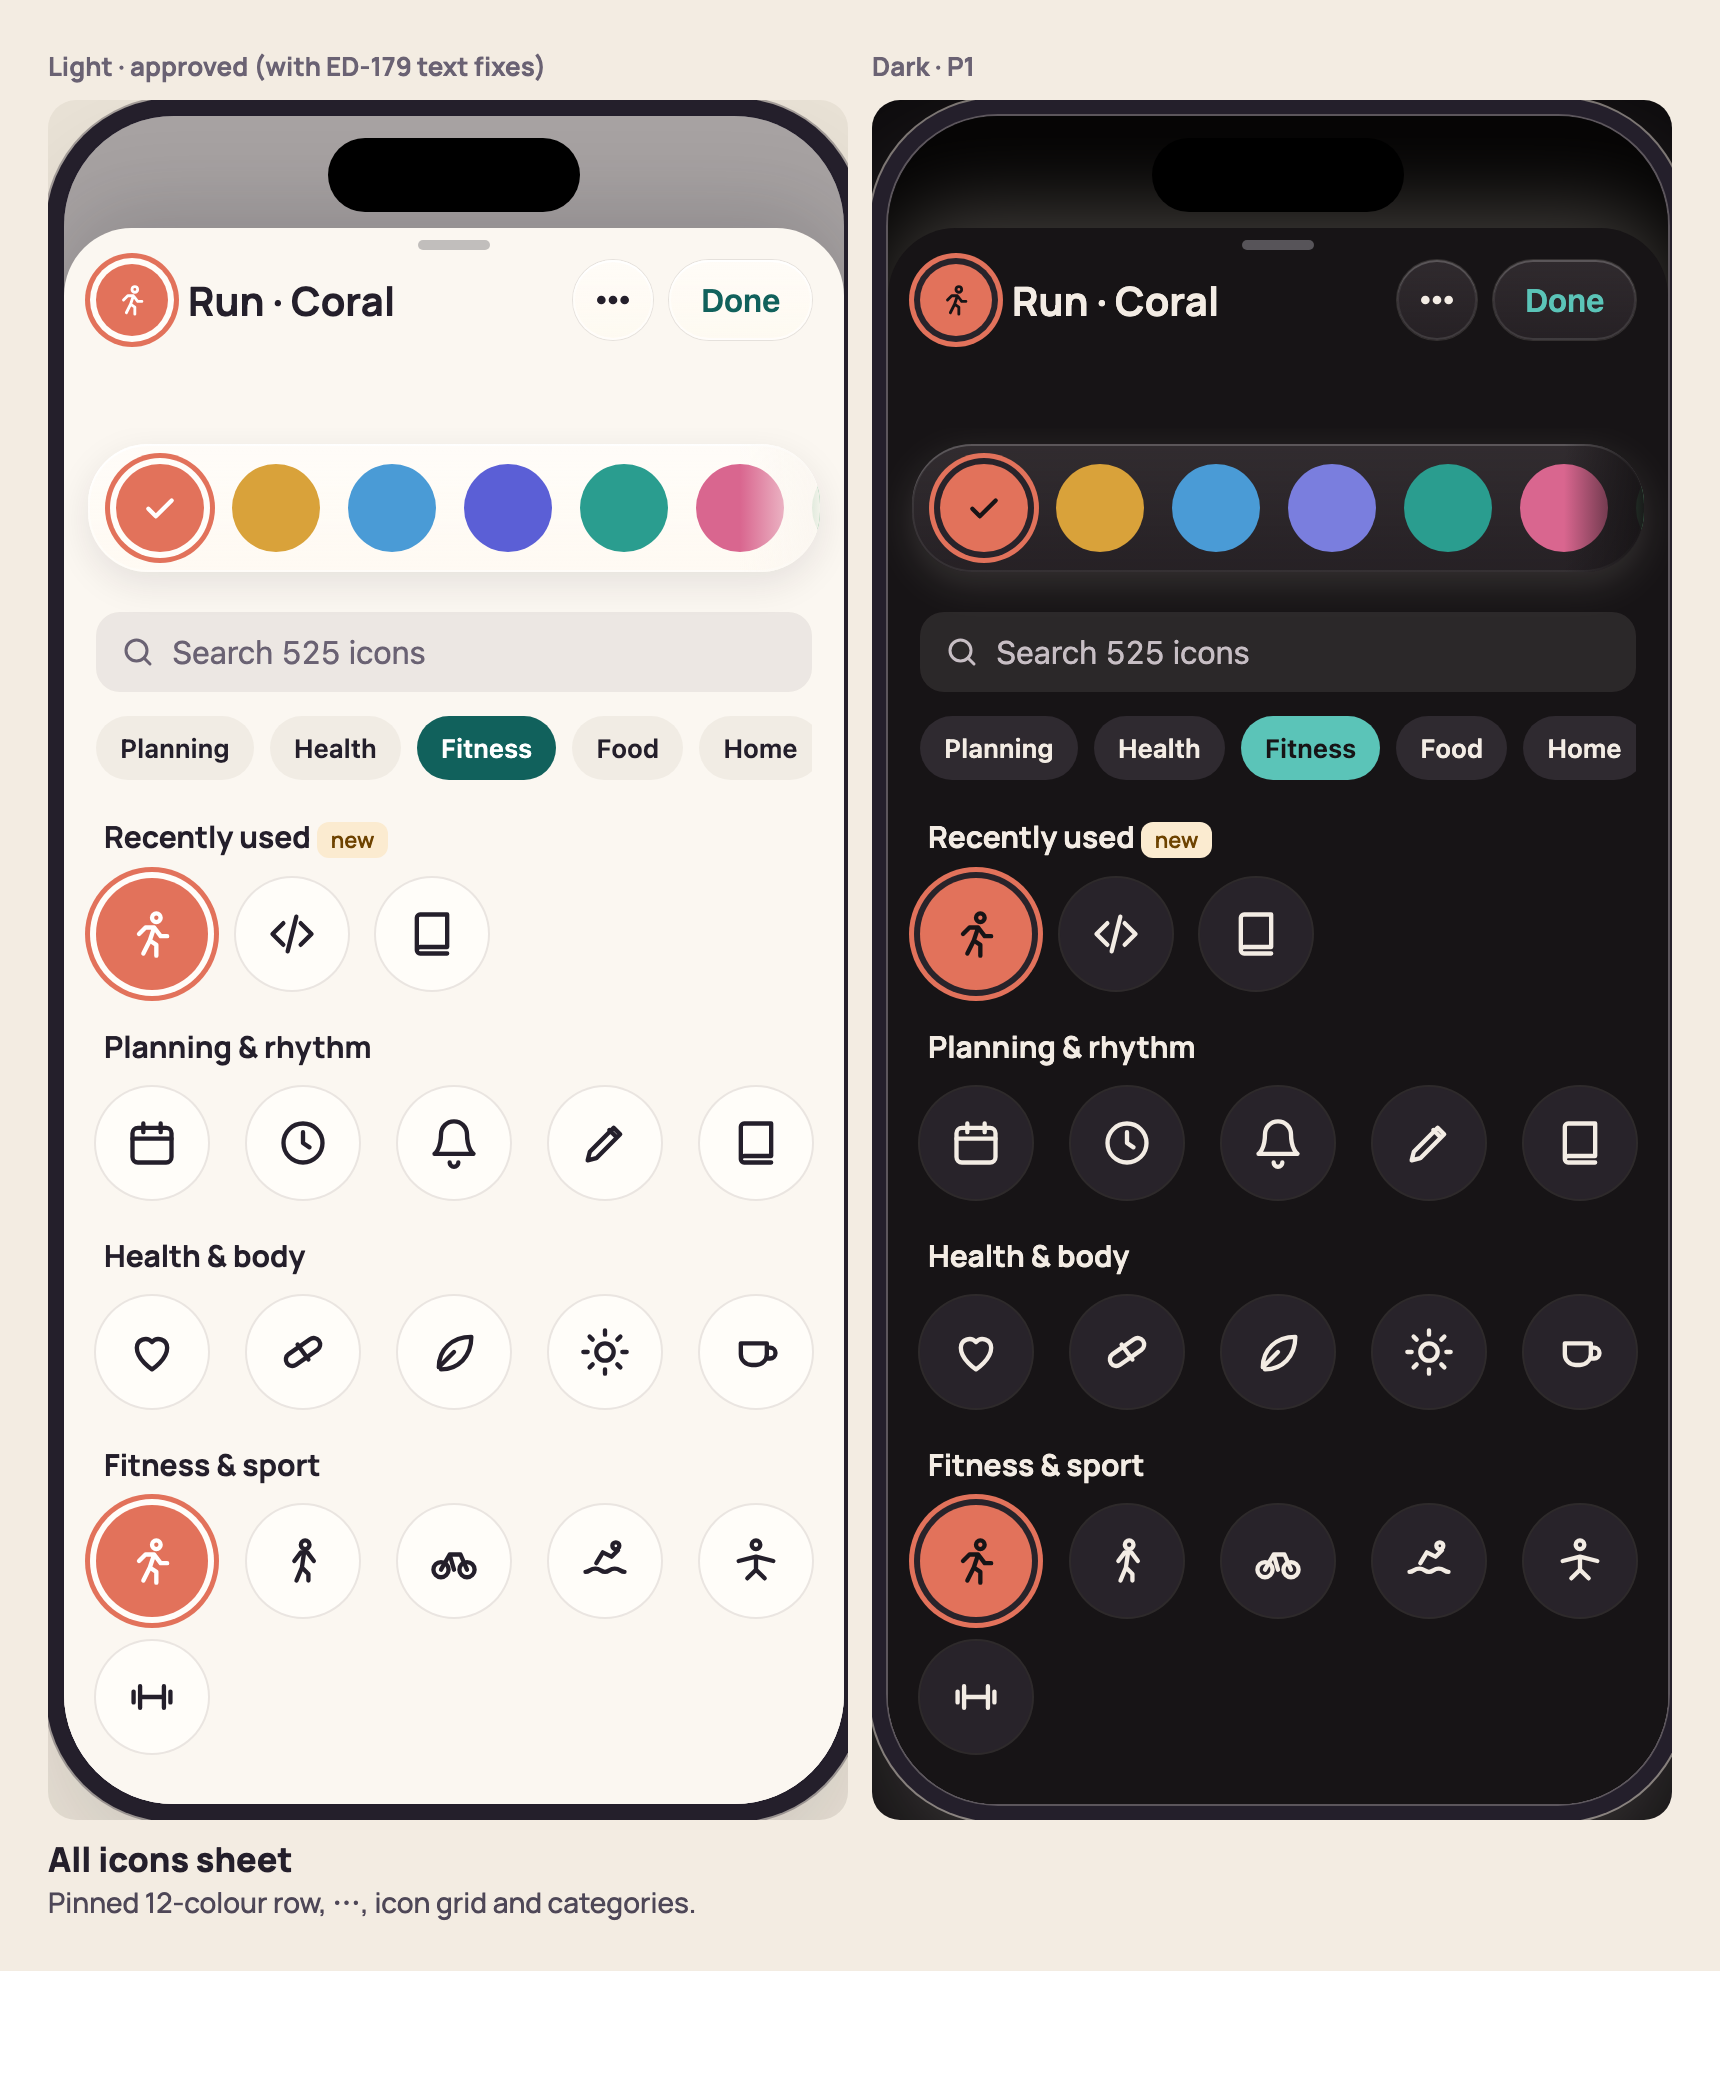 Light · approved (with ED-179 text fixes)
Run · Coral
Done
Search 525 icons
Planning Health Fitness Food Home
Recently used new
Planning & rhythm
Health & body
Fitness & sport
Dark · P1
Run · Coral
Done
Search 525 icons
Planning Health Fitness Food Home
Recently used new
Planning & rhythm
Health & body
Fitness & sport
All icons sheet
Pinned 12-colour row, ···, icon grid and categories.